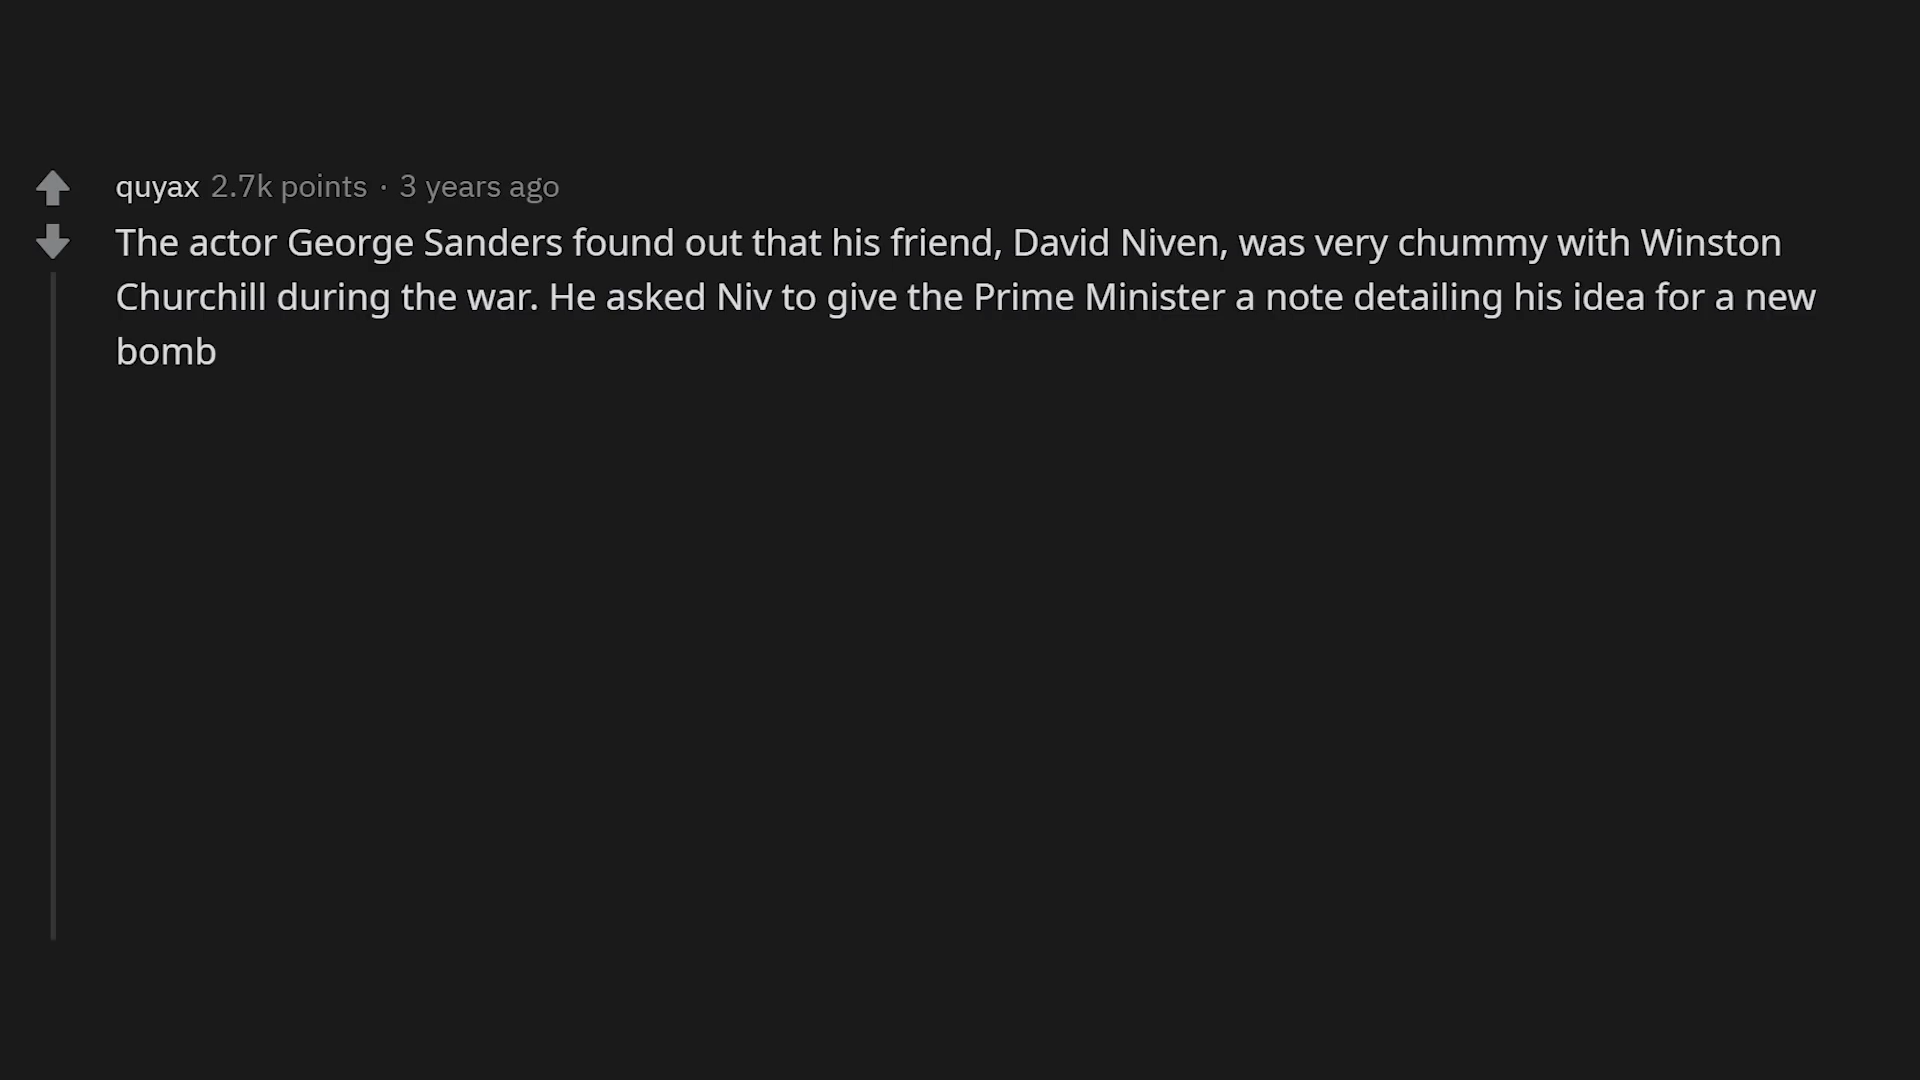 quyax 2.7k points · 3 years ago
The actor George Sanders found out that his friend, David Niven, was very chummy with Winston
Churchill during the war. He asked Niv to give the Prime Minister a note detailing his idea for a new
bomb